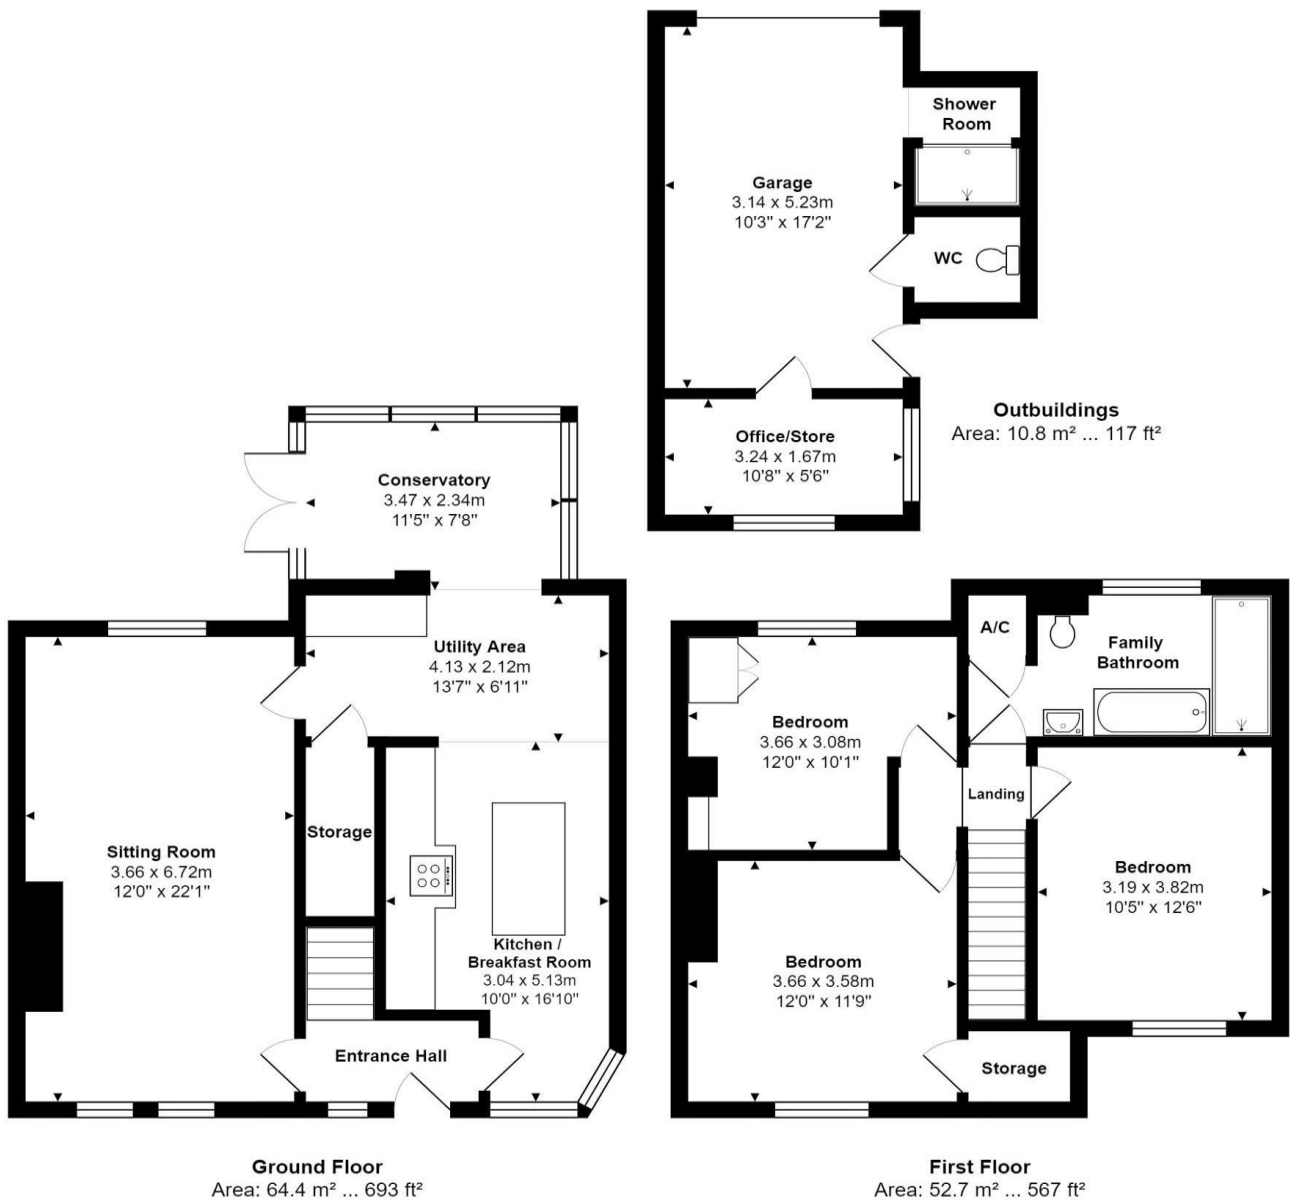 Shower
Room
Garage
3.14 x 5.23m
10'3" x 17'2"
WC
Outbuildings
Area: 10.8 m² ... 117 ft²
Office/Store
3.24 x 1.67m
10'8" x 5'6"
Conservatory
3.47 x 2.34m
11'5" x 7'8"
Utility Area
4.13 x 2.12m
13'7" x 6'11"
Sitting Room
3.66 x 6.72m
12'0" x 22'1"
Storage
Kitchen /
Breakfast Room
3.04 x 5.13m
10'0" x 16'10"
Entrance Hall
Ground Floor
Area: 64.4 m² ... 693 ft²
A/C
Family
Bathroom
Bedroom
3.66 x 3.08m
12'0" x 10'1"
Landing
Bedroom
3.19 x 3.82m
10'5" x 12'6"
Bedroom
3.66 x 3.58m
12'0" x 11'9"
Storage
First Floor
Area: 52.7 m² ... 567 ft²